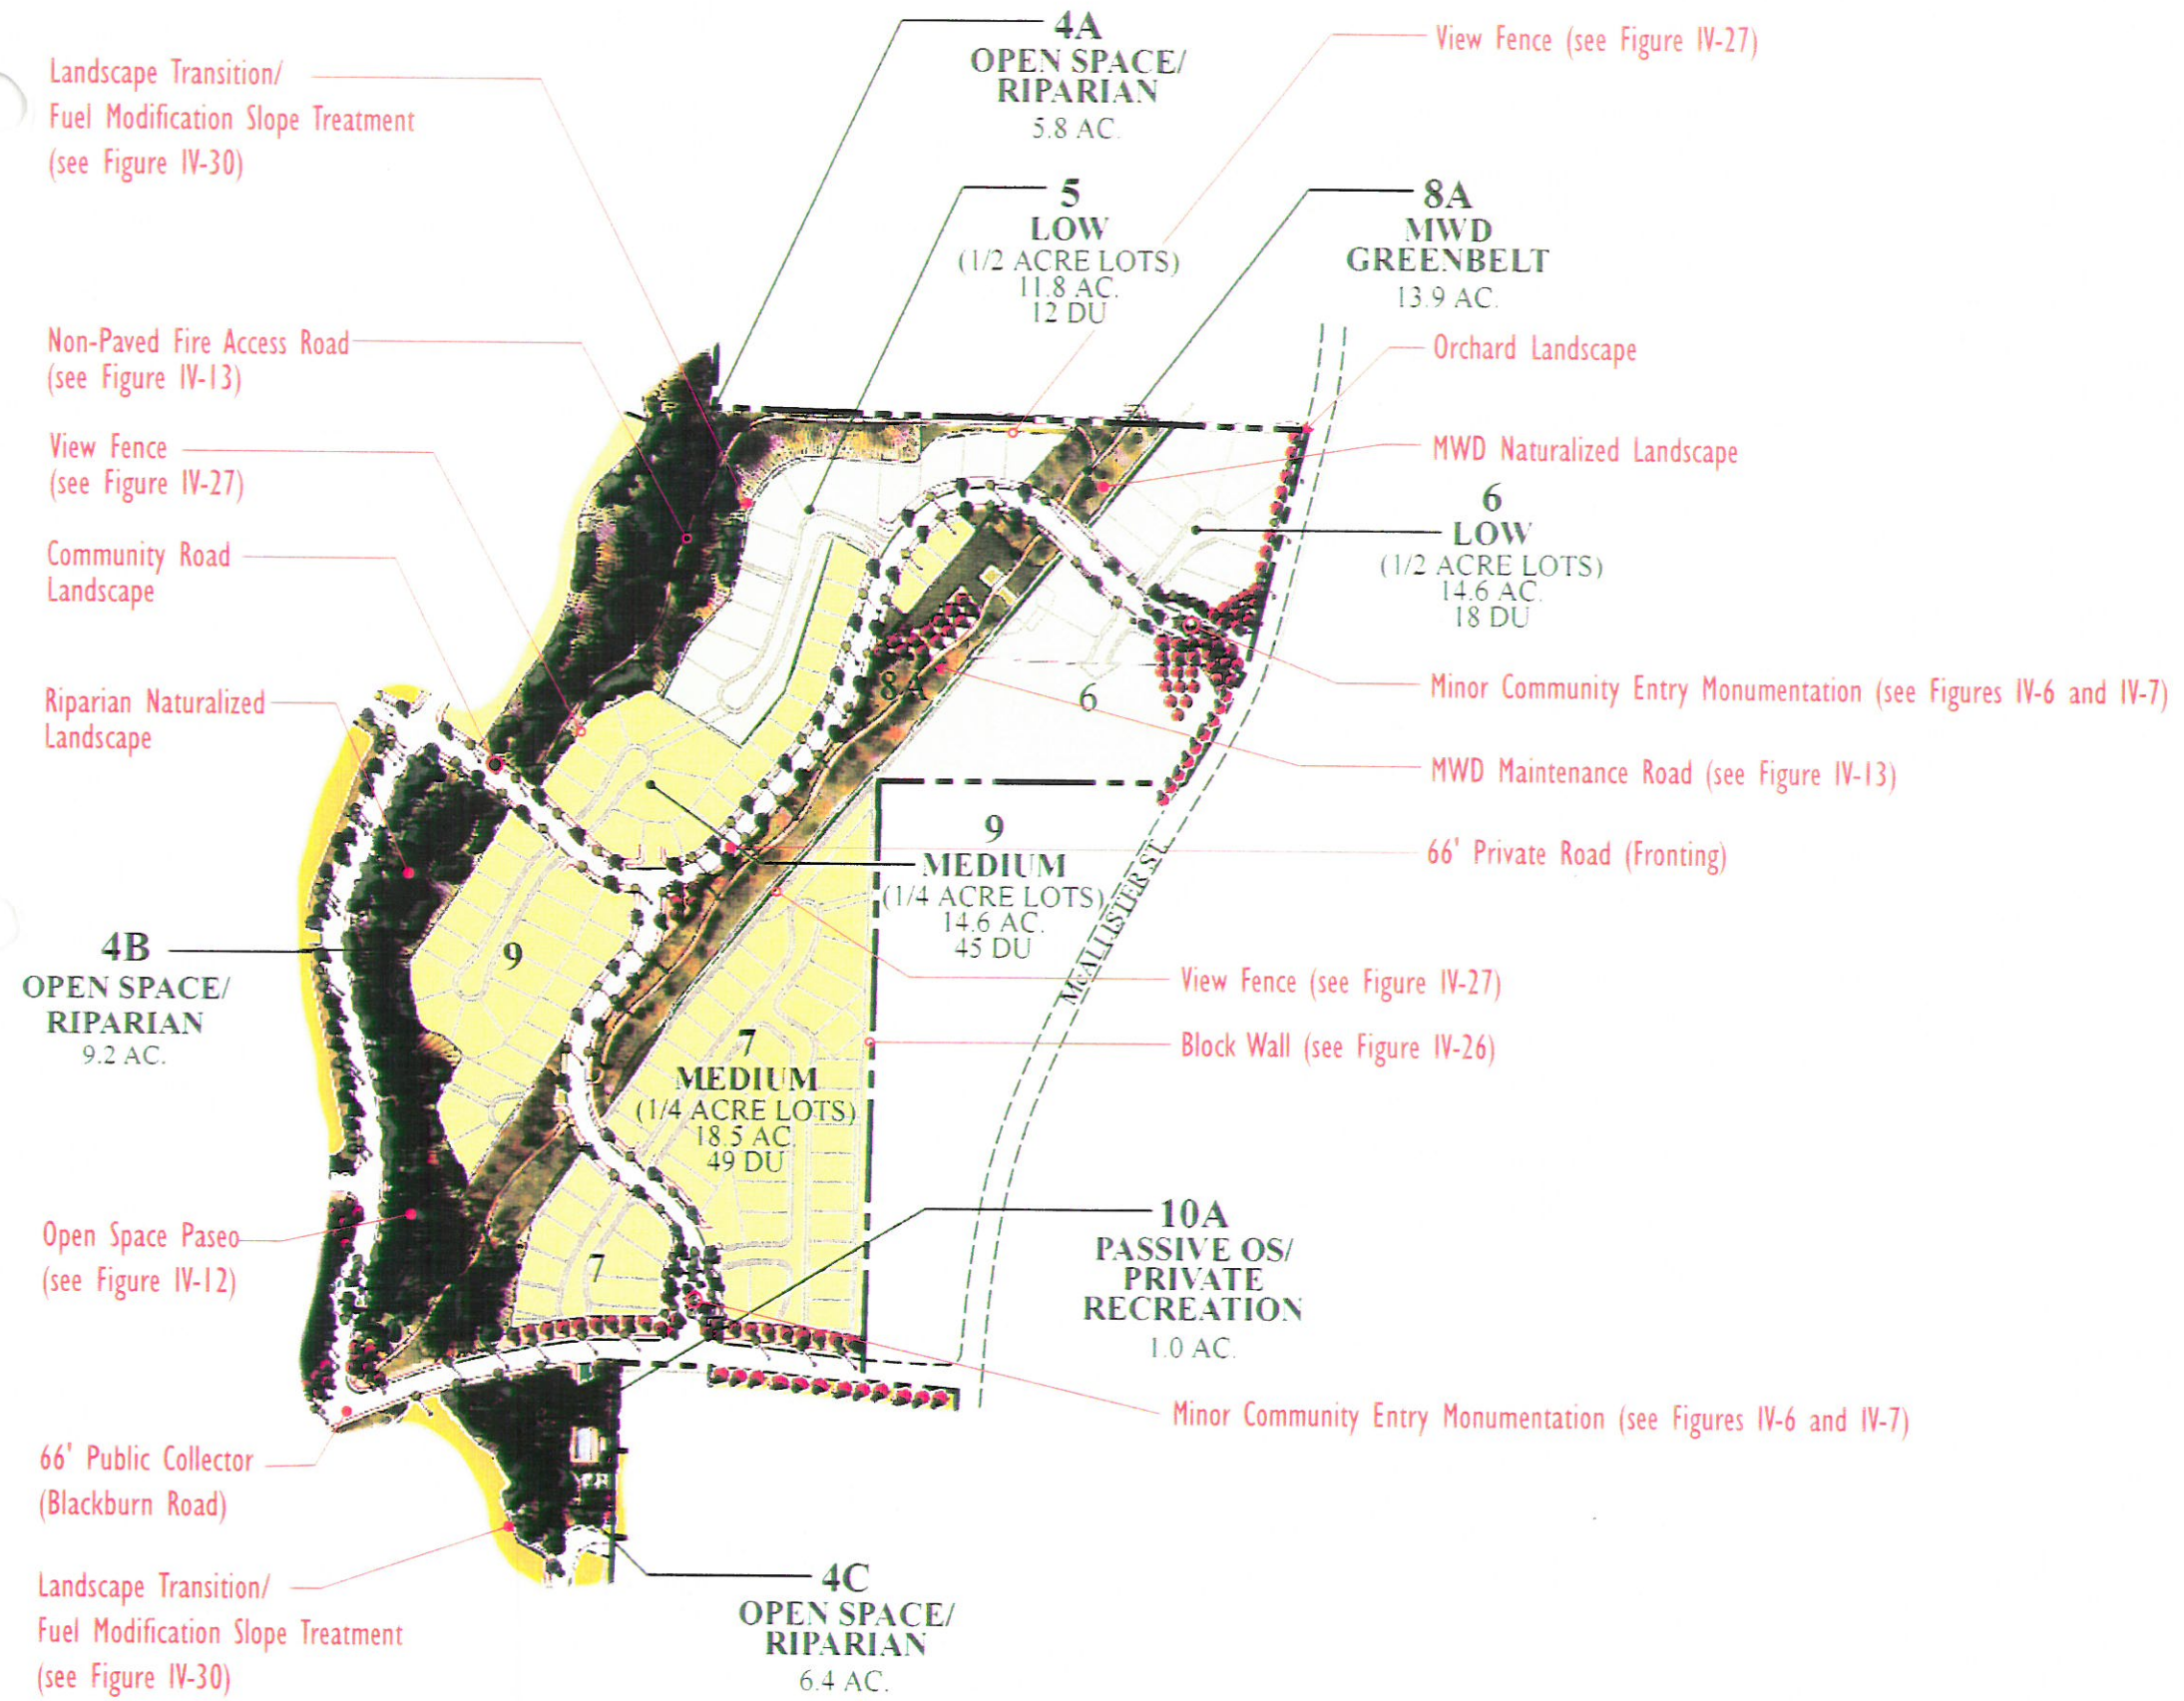 4A
OPEN SPACE/
RIPARIAN
5.8 AC.
View Fence (see Figure IV-27)
Landscape Transition/
Fuel Modification Slope Treatment
(see Figure IV-30)
5
LOW
(1/2 ACRE LOTS)
11.8 AC.
12 DU
8A
MWD
GREENBELT
13.9 AC.
Non-Paved Fire Access Road
(see Figure IV-13)
Orchard Landscape
View Fence
(see Figure IV-27)
MWD Naturalized Landscape
6
LOW
(1/2 ACRE LOTS)
14.6 AC.
18 DU
Community Road
Landscape
Riparian Naturalized
Landscape
8A
6
Minor Community Entry Monumentation (see Figures IV-6 and IV-7)
MWD Maintenance Road (see Figure IV-13)
9
MEDIUM
(1/4 ACRE LOTS)
14.6 AC.
45 DU
66' Private Road (Fronting)
McALLISTER ST.
4B
OPEN SPACE/
RIPARIAN
9.2 AC.
9
View Fence (see Figure IV-27)
Block Wall (see Figure IV-26)
7
MEDIUM
(1/4 ACRE LOTS)
18.5 AC.
49 DU
Open Space Paseo
(see Figure IV-12)
7
10A
PASSIVE OS/
PRIVATE
RECREATION
1.0 AC.
Minor Community Entry Monumentation (see Figures IV-6 and IV-7)
66' Public Collector
(Blackburn Road)
Landscape Transition/
Fuel Modification Slope Treatment
(see Figure IV-30)
4C
OPEN SPACE/
RIPARIAN
6.4 AC.